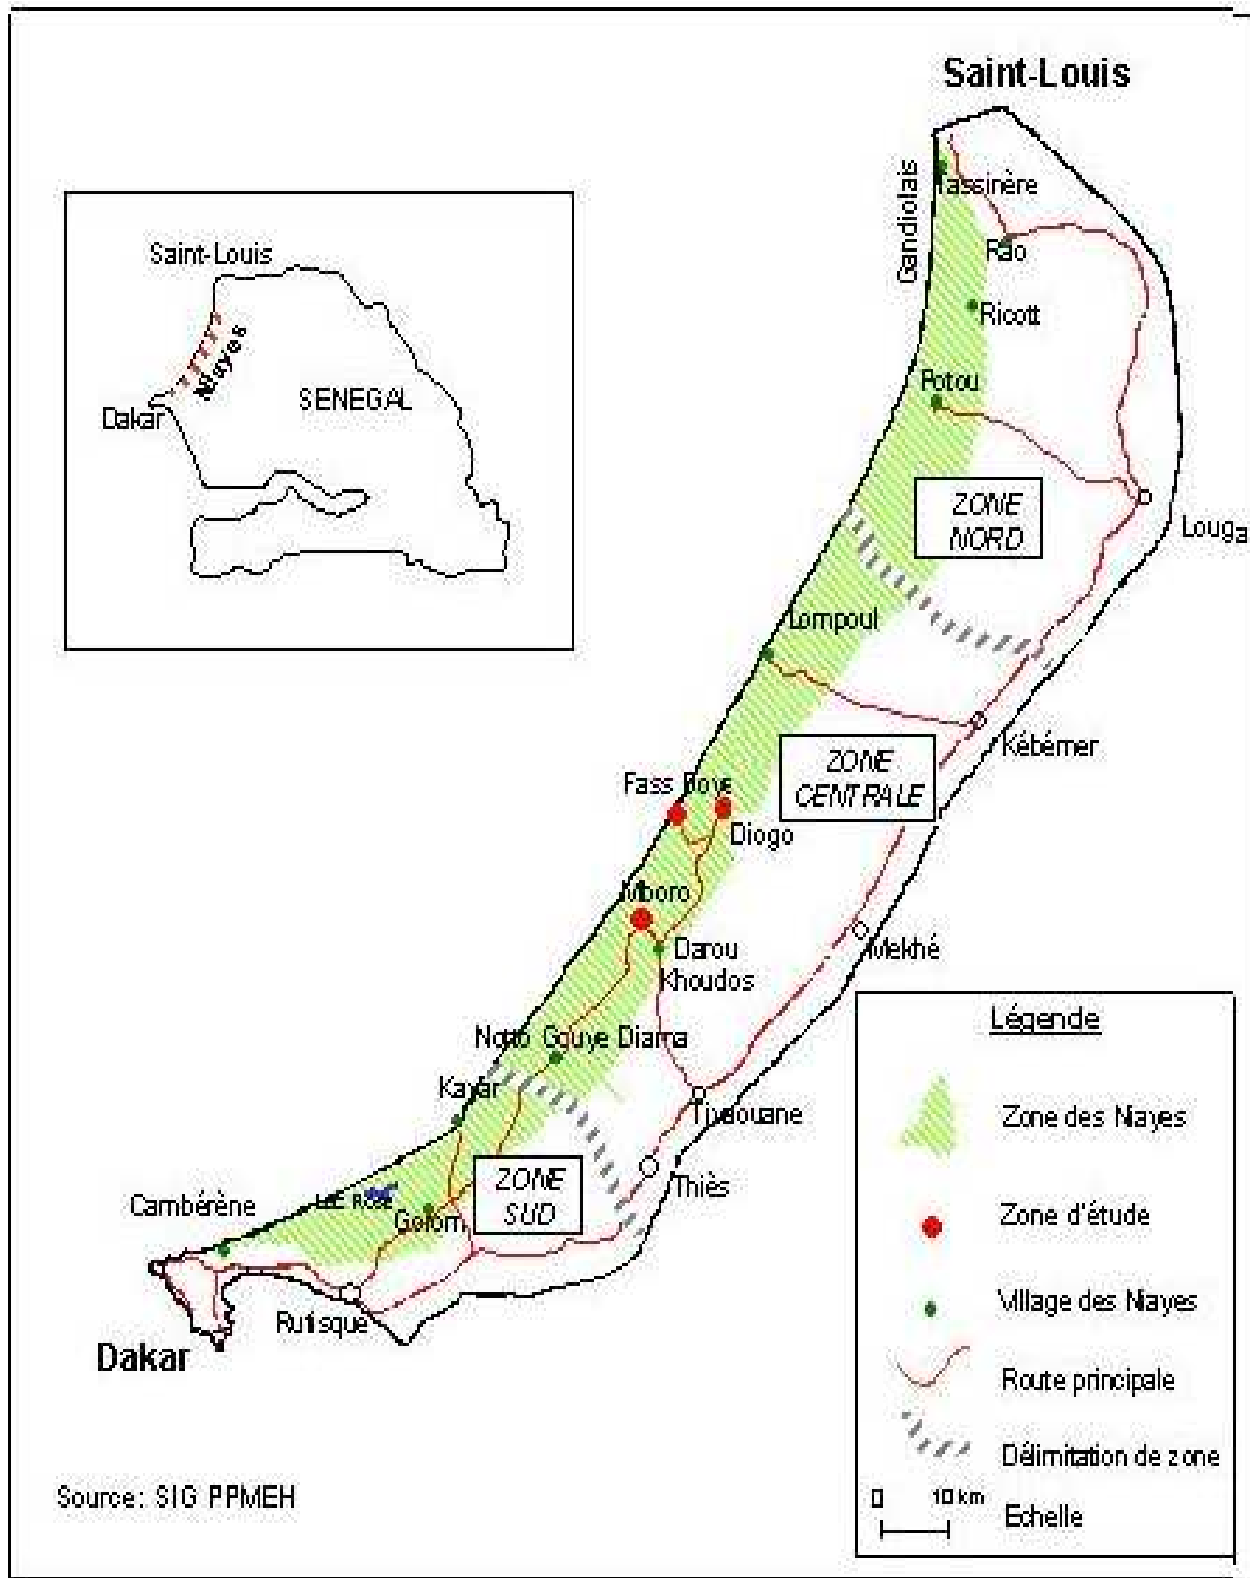 Saint-Louis
Gandiolais
Tassinère
Rao
Ricott
Potou
ZONE
NORD
Louga
Saint-Louis
Niayes
Dakar
SENEGAL
Lompoul
Kébémer
ZONE
CENTRALE
Fass Boye
Diogo
Mboro
Darou
Khoudos
Mekhé
Notto Gouye Diama
Kayar
Tivaouane
Thiès
ZONE
SUD
Lac Rose
Golom
Cambérène
Rufisque
Dakar
Légende
Zone des Niayes
Zone d'étude
Village des Niayes
Route principale
Délimitation de zone
0 10 km
Echelle
Source: SIG PPMEH